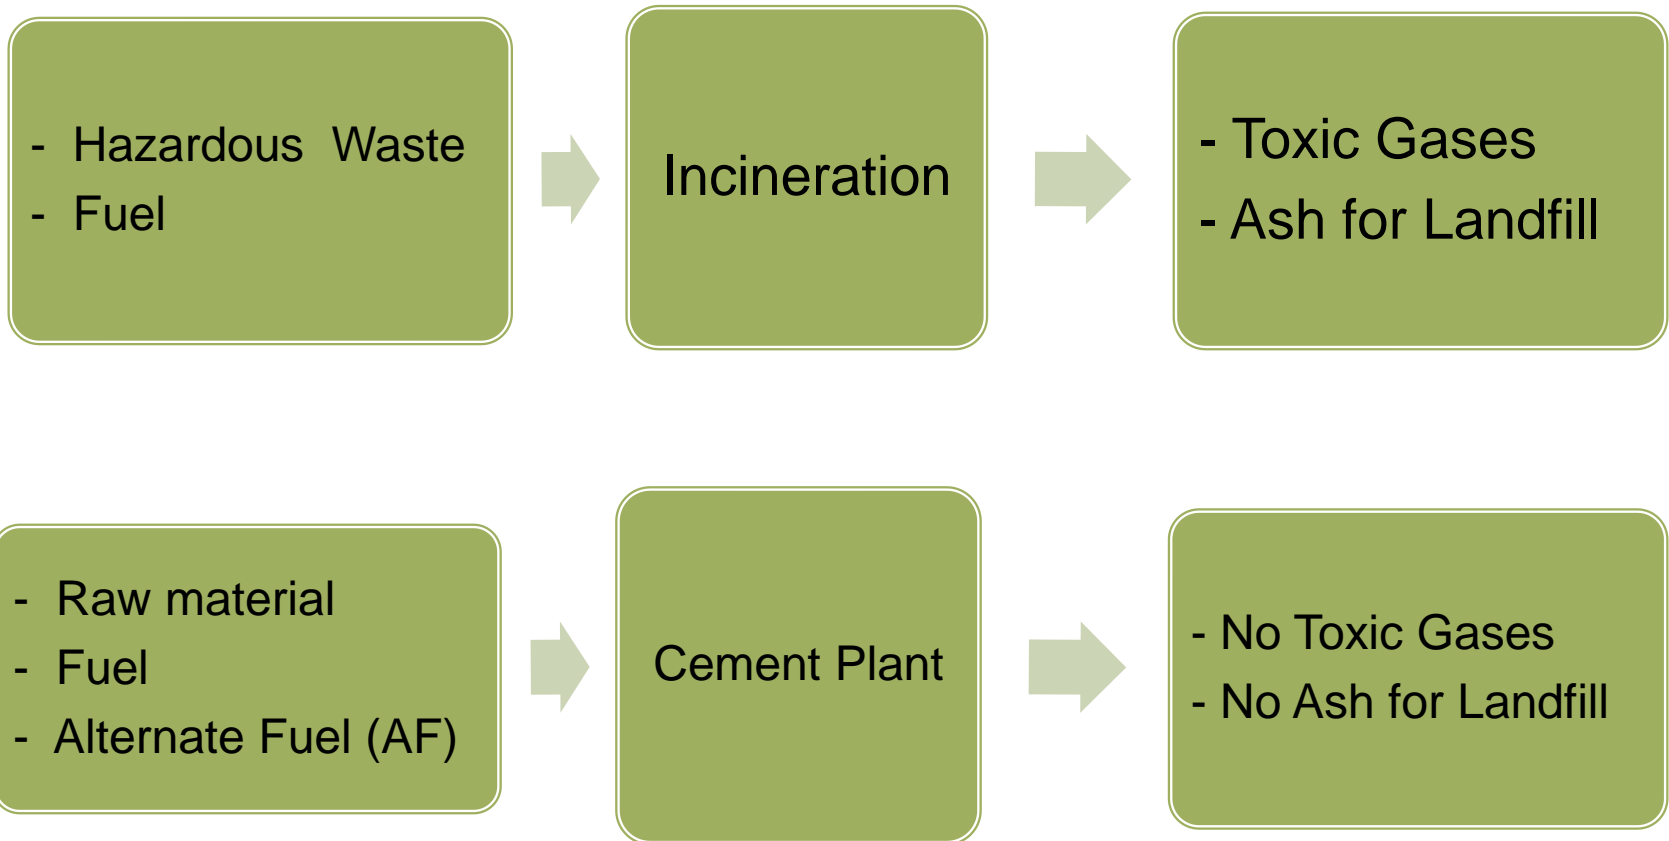 - Hazardous Waste
- Fuel
Incineration
- Toxic Gases
- Ash for Landfill
- Raw material
- Fuel
- Alternate Fuel (AF)
Cement Plant
- No Toxic Gases
- No Ash for Landfill